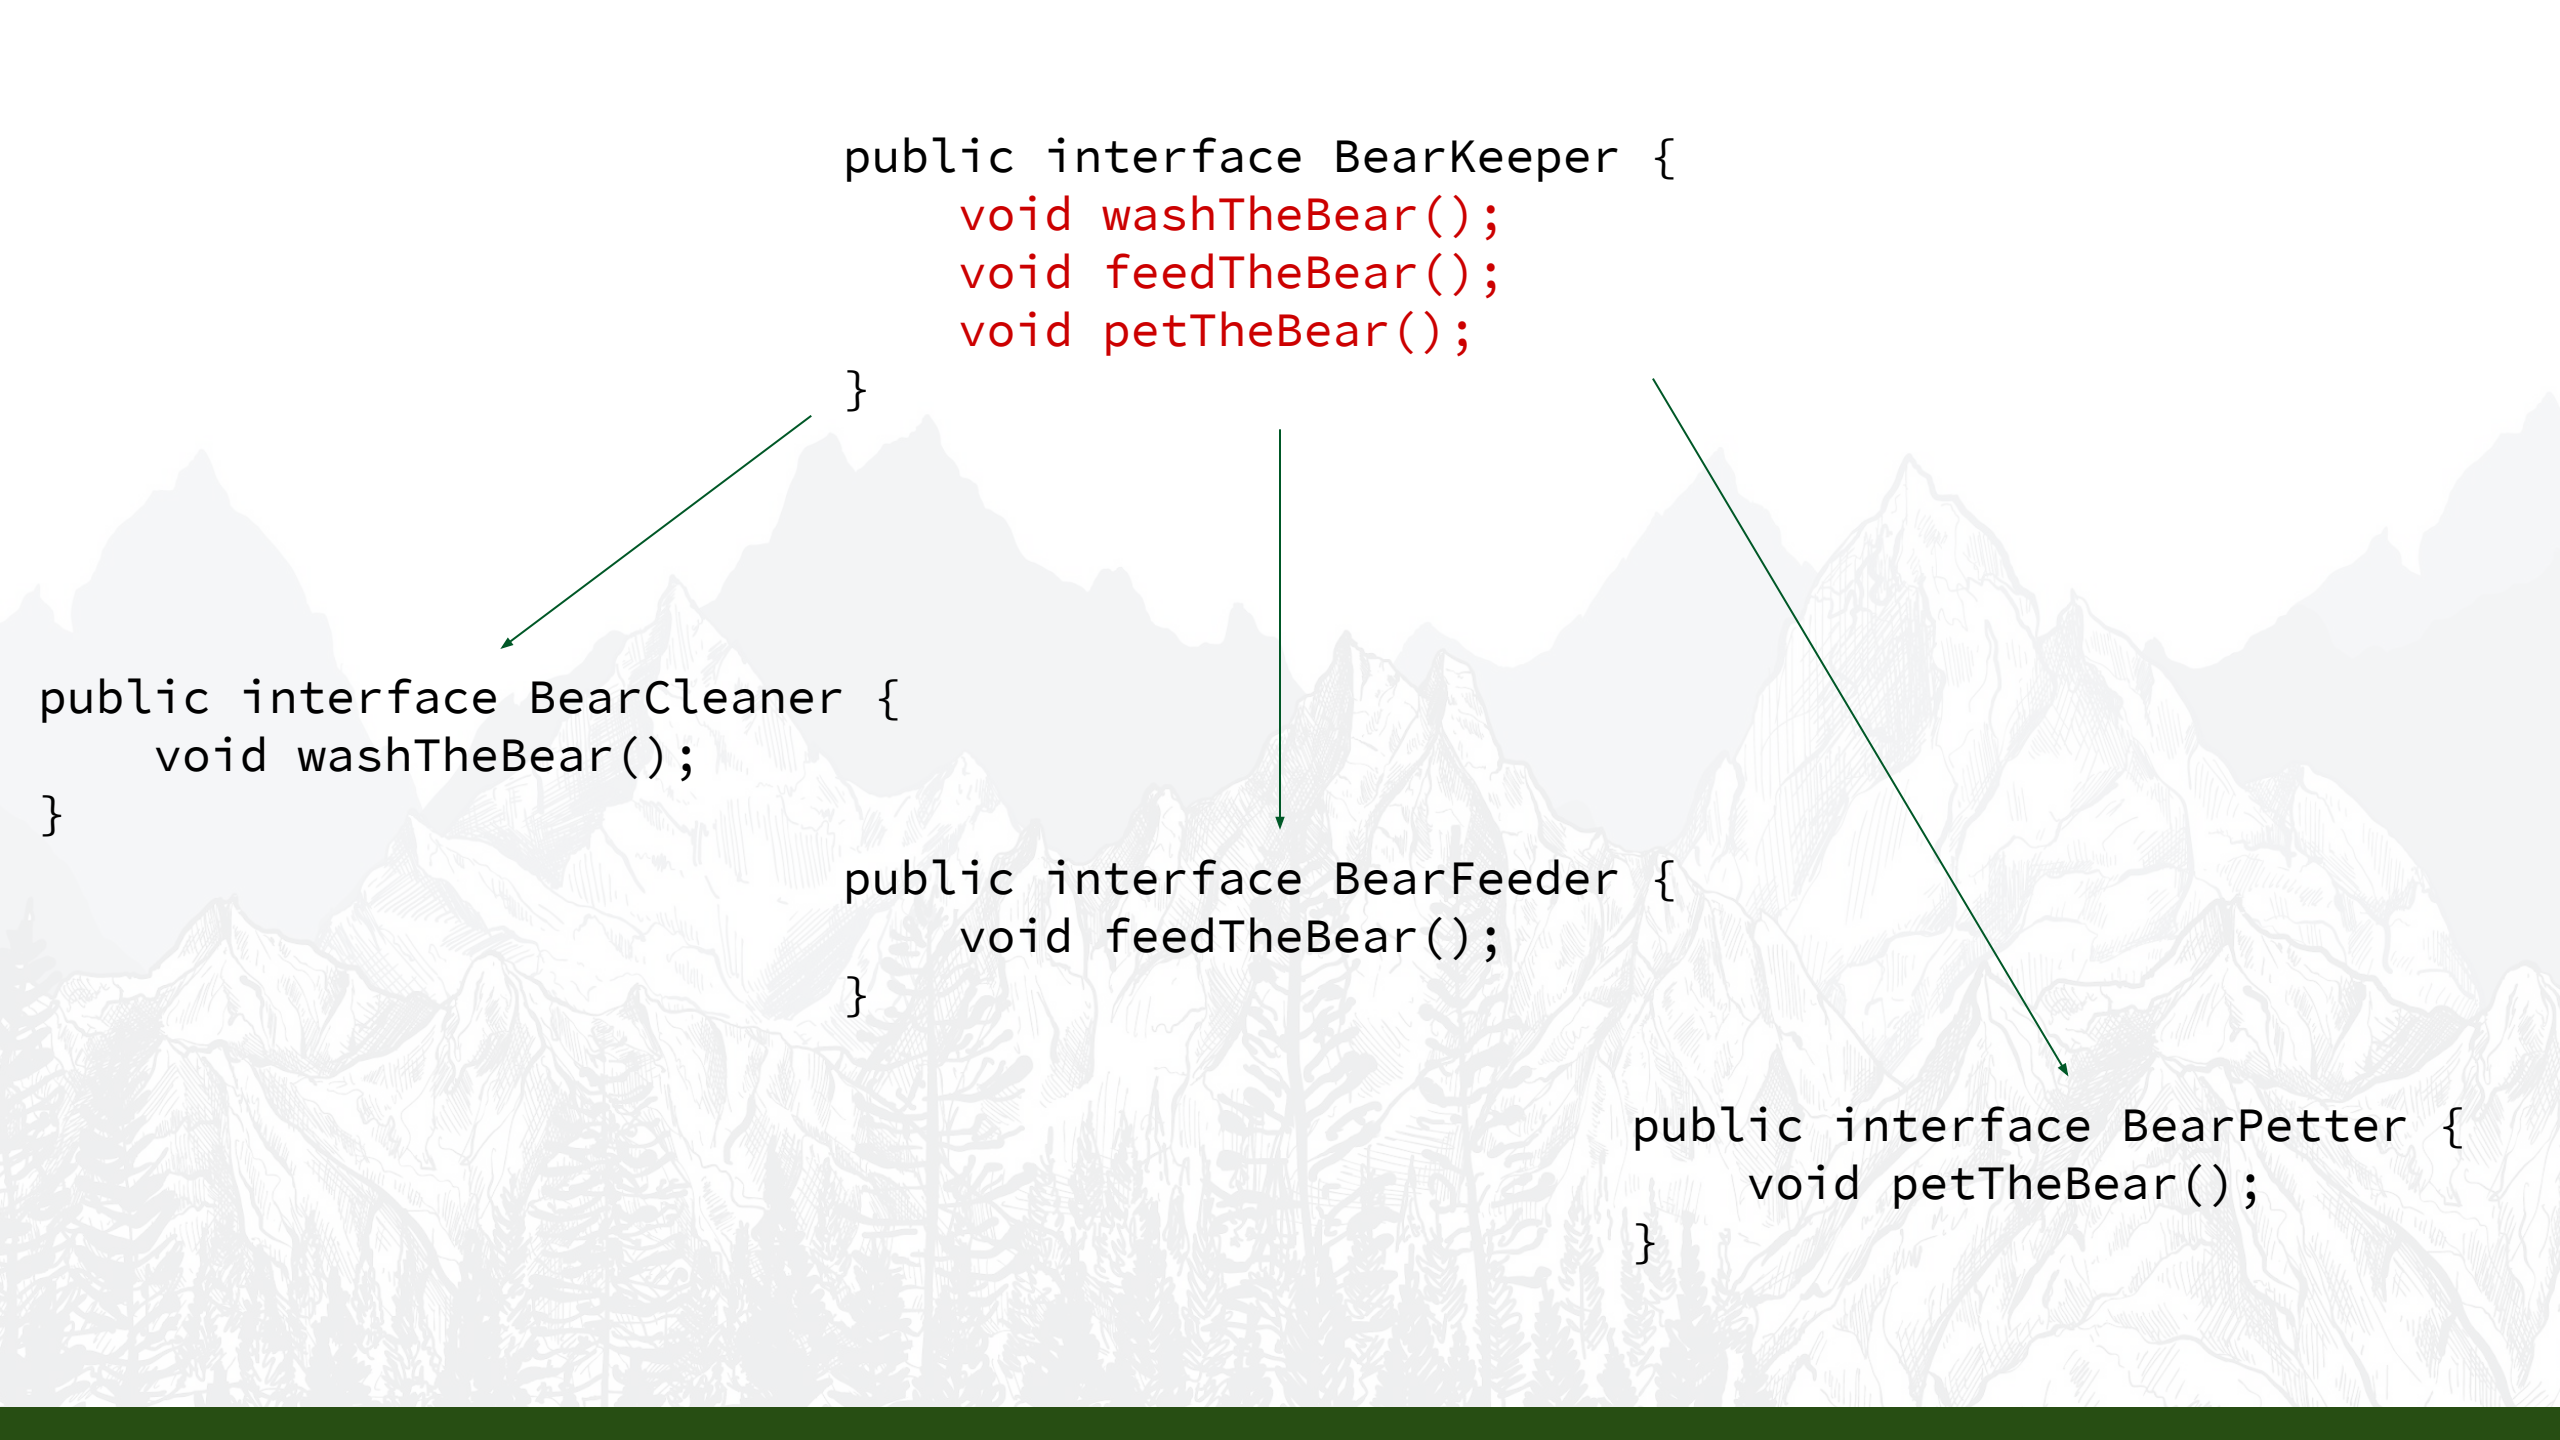 public interface BearKeeper {
    void washTheBear();
    void feedTheBear();
    void petTheBear();
}
public interface BearCleaner {
    void washTheBear();
}
public interface BearFeeder {
    void feedTheBear();
}
public interface BearPetter {
    void petTheBear();
}